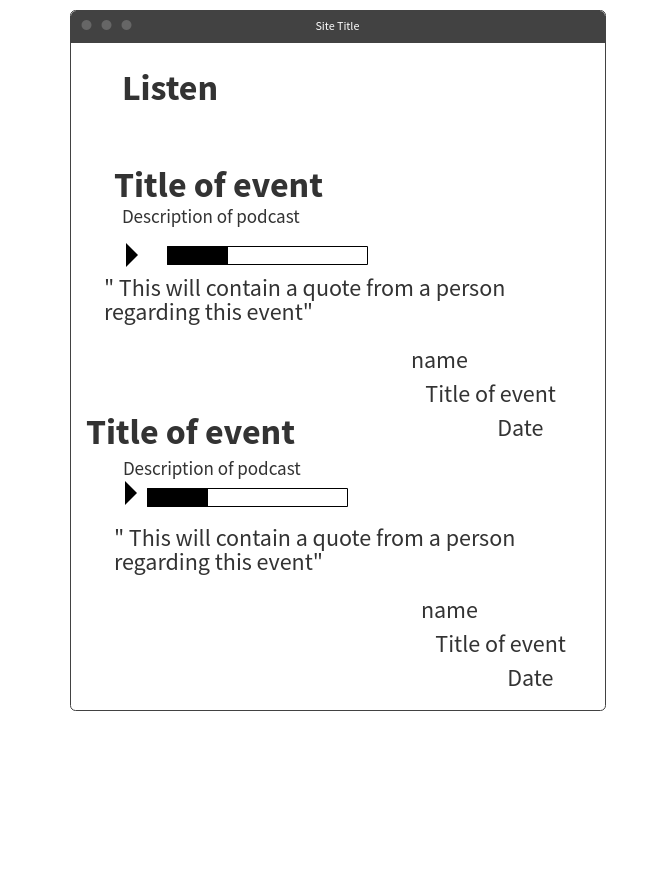 Site Title
Listen
Title of event
Description of podcast
" This will contain a quote from a person
regarding this event"
name
Title of event
Date
Title of event
Description of podcast
" This will contain a quote from a person
regarding this event"
name
Title of event
Date